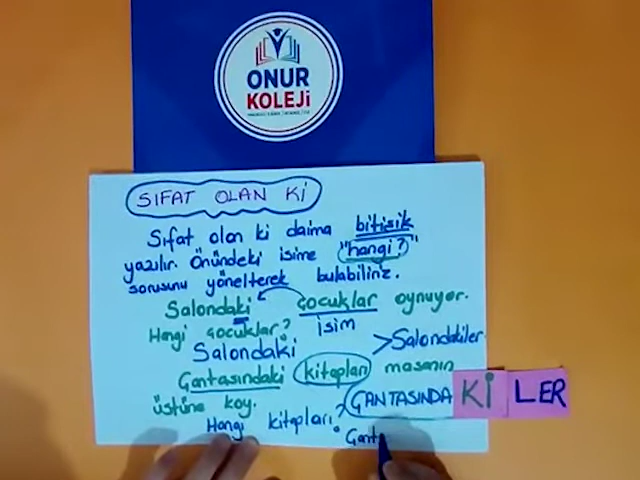 ONUR
KOLEJİ
SIFAT OLAN Kİ
Sıfat olan ki daima bitişik
yazılır. Önündeki isime "hangi?"
sorusunu yönelterek bulabiliriz.
Salondaki çocuklar oynuyor.
isim
Hangi çocuklar?
Salondaki > Salondakiler
Çantasındaki kitapları masanın
üstüne koy.
ÇANTASINDA Kİ LER
Hangi kitapları?
Çant